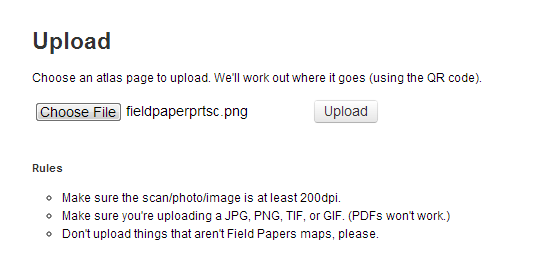 Upload
Choose an atlas page to upload. We'll work out where it goes (using the QR code).
Choose File fieldpaperprtsc.png Upload
Rules
Make sure the scan/photo/image is at least 200dpi.
Make sure you're uploading a JPG, PNG, TIF, or GIF. (PDFs won't work.)
Don't upload things that aren't Field Papers maps, please.